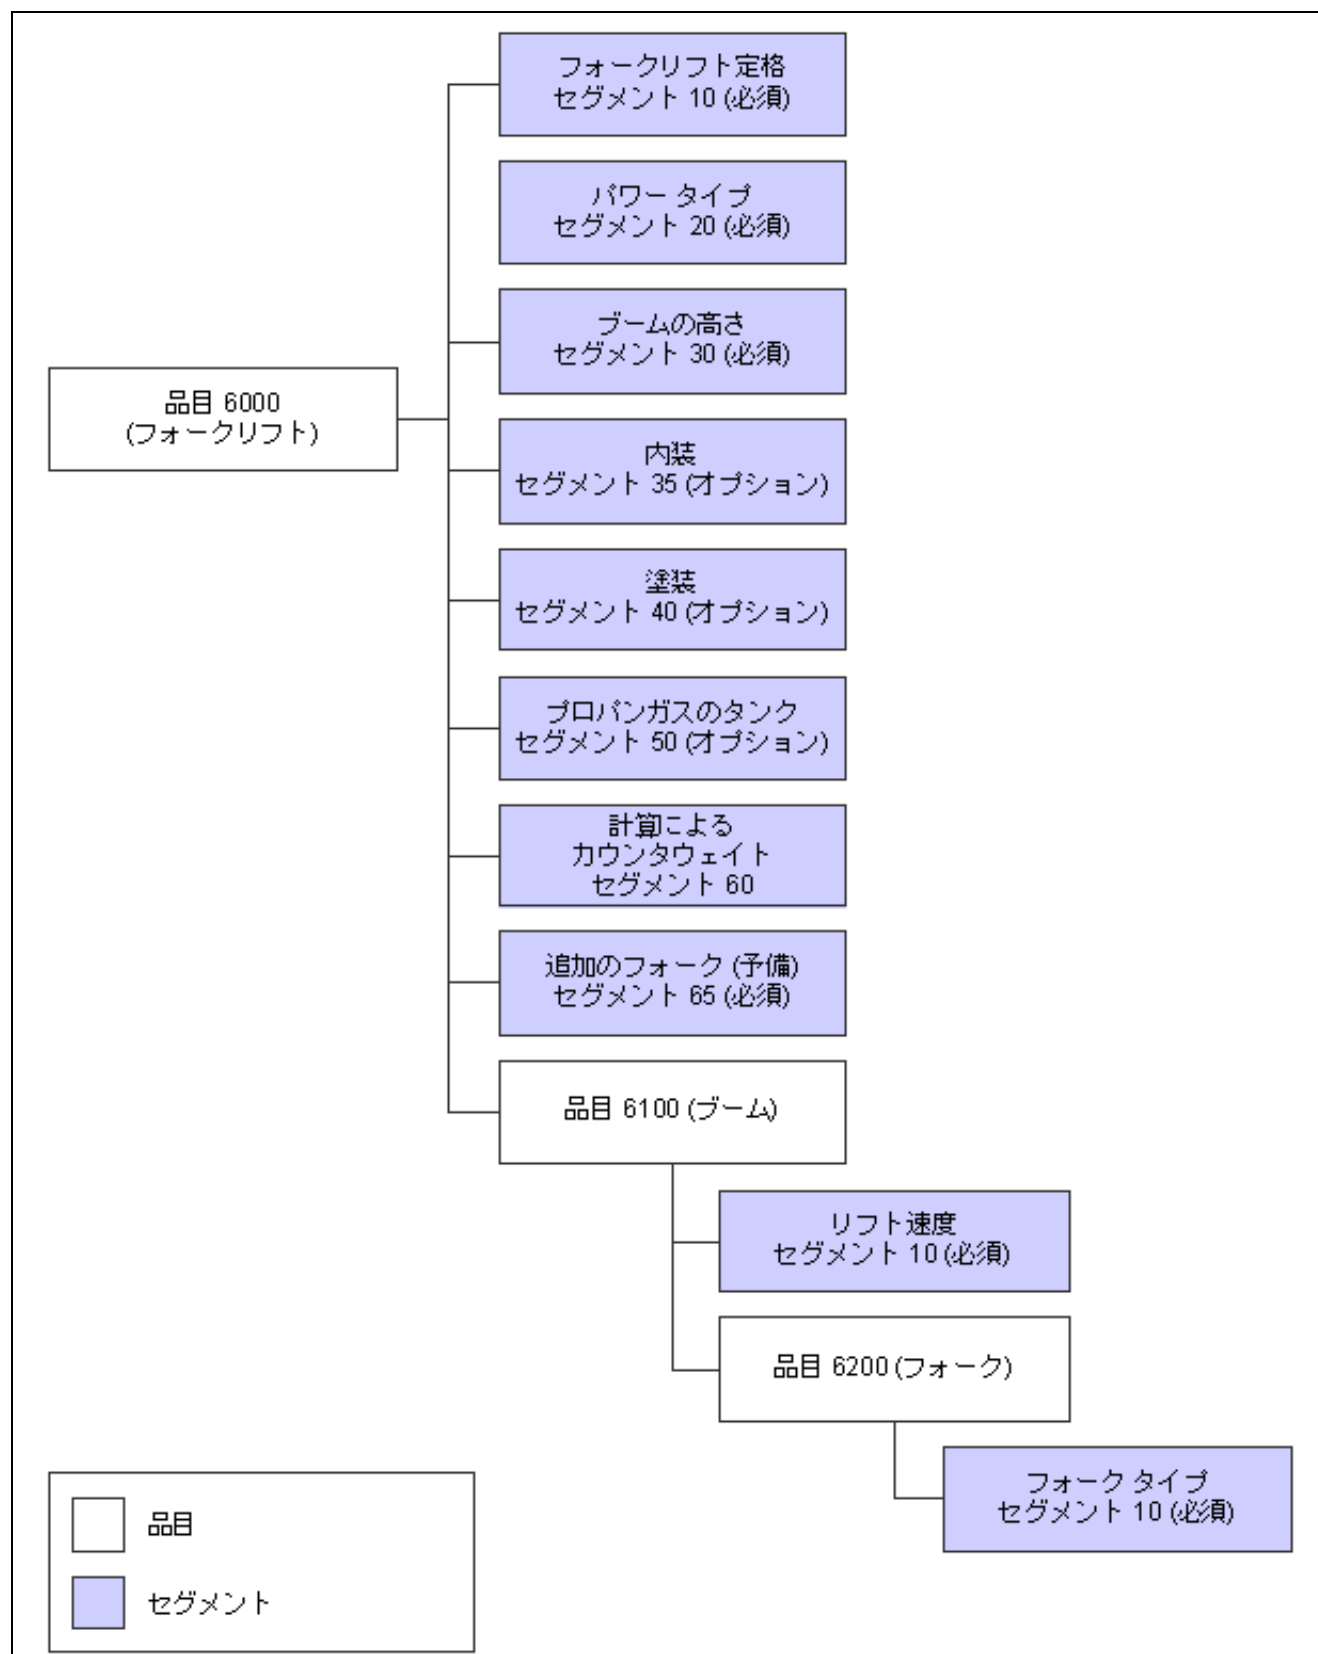 フォークリフト定格
セグメント 10 (必須)
パワー タイプ
セグメント 20 (必須)
ブームの高さ
セグメント 30 (必須)
品目 6000
(フォークリフト)
内装
セグメント 35 (オプション)
塗装
セグメント 40 (オプション)
プロパンガスのタンク
セグメント 50 (オプション)
計算による
カウンタウェイト
セグメント 60
追加のフォーク (予備)
セグメント 65 (必須)
品目 6100 (ブーム)
リフト速度
セグメント 10 (必須)
品目 6200 (フォーク)
フォーク タイプ
セグメント 10 (必須)
品目
セグメント